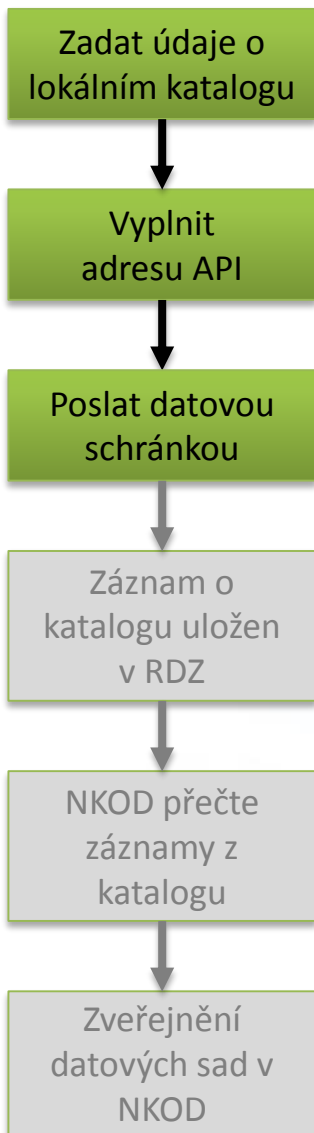 Zadat údaje o
lokálním katalogu
Vyplnit
adresu API
Poslat datovou
schránkou
Záznam o
katalogu uložen
v RDZ
NKOD přečte
záznamy z
katalogu
Zveřejnění
datových sad v
NKOD